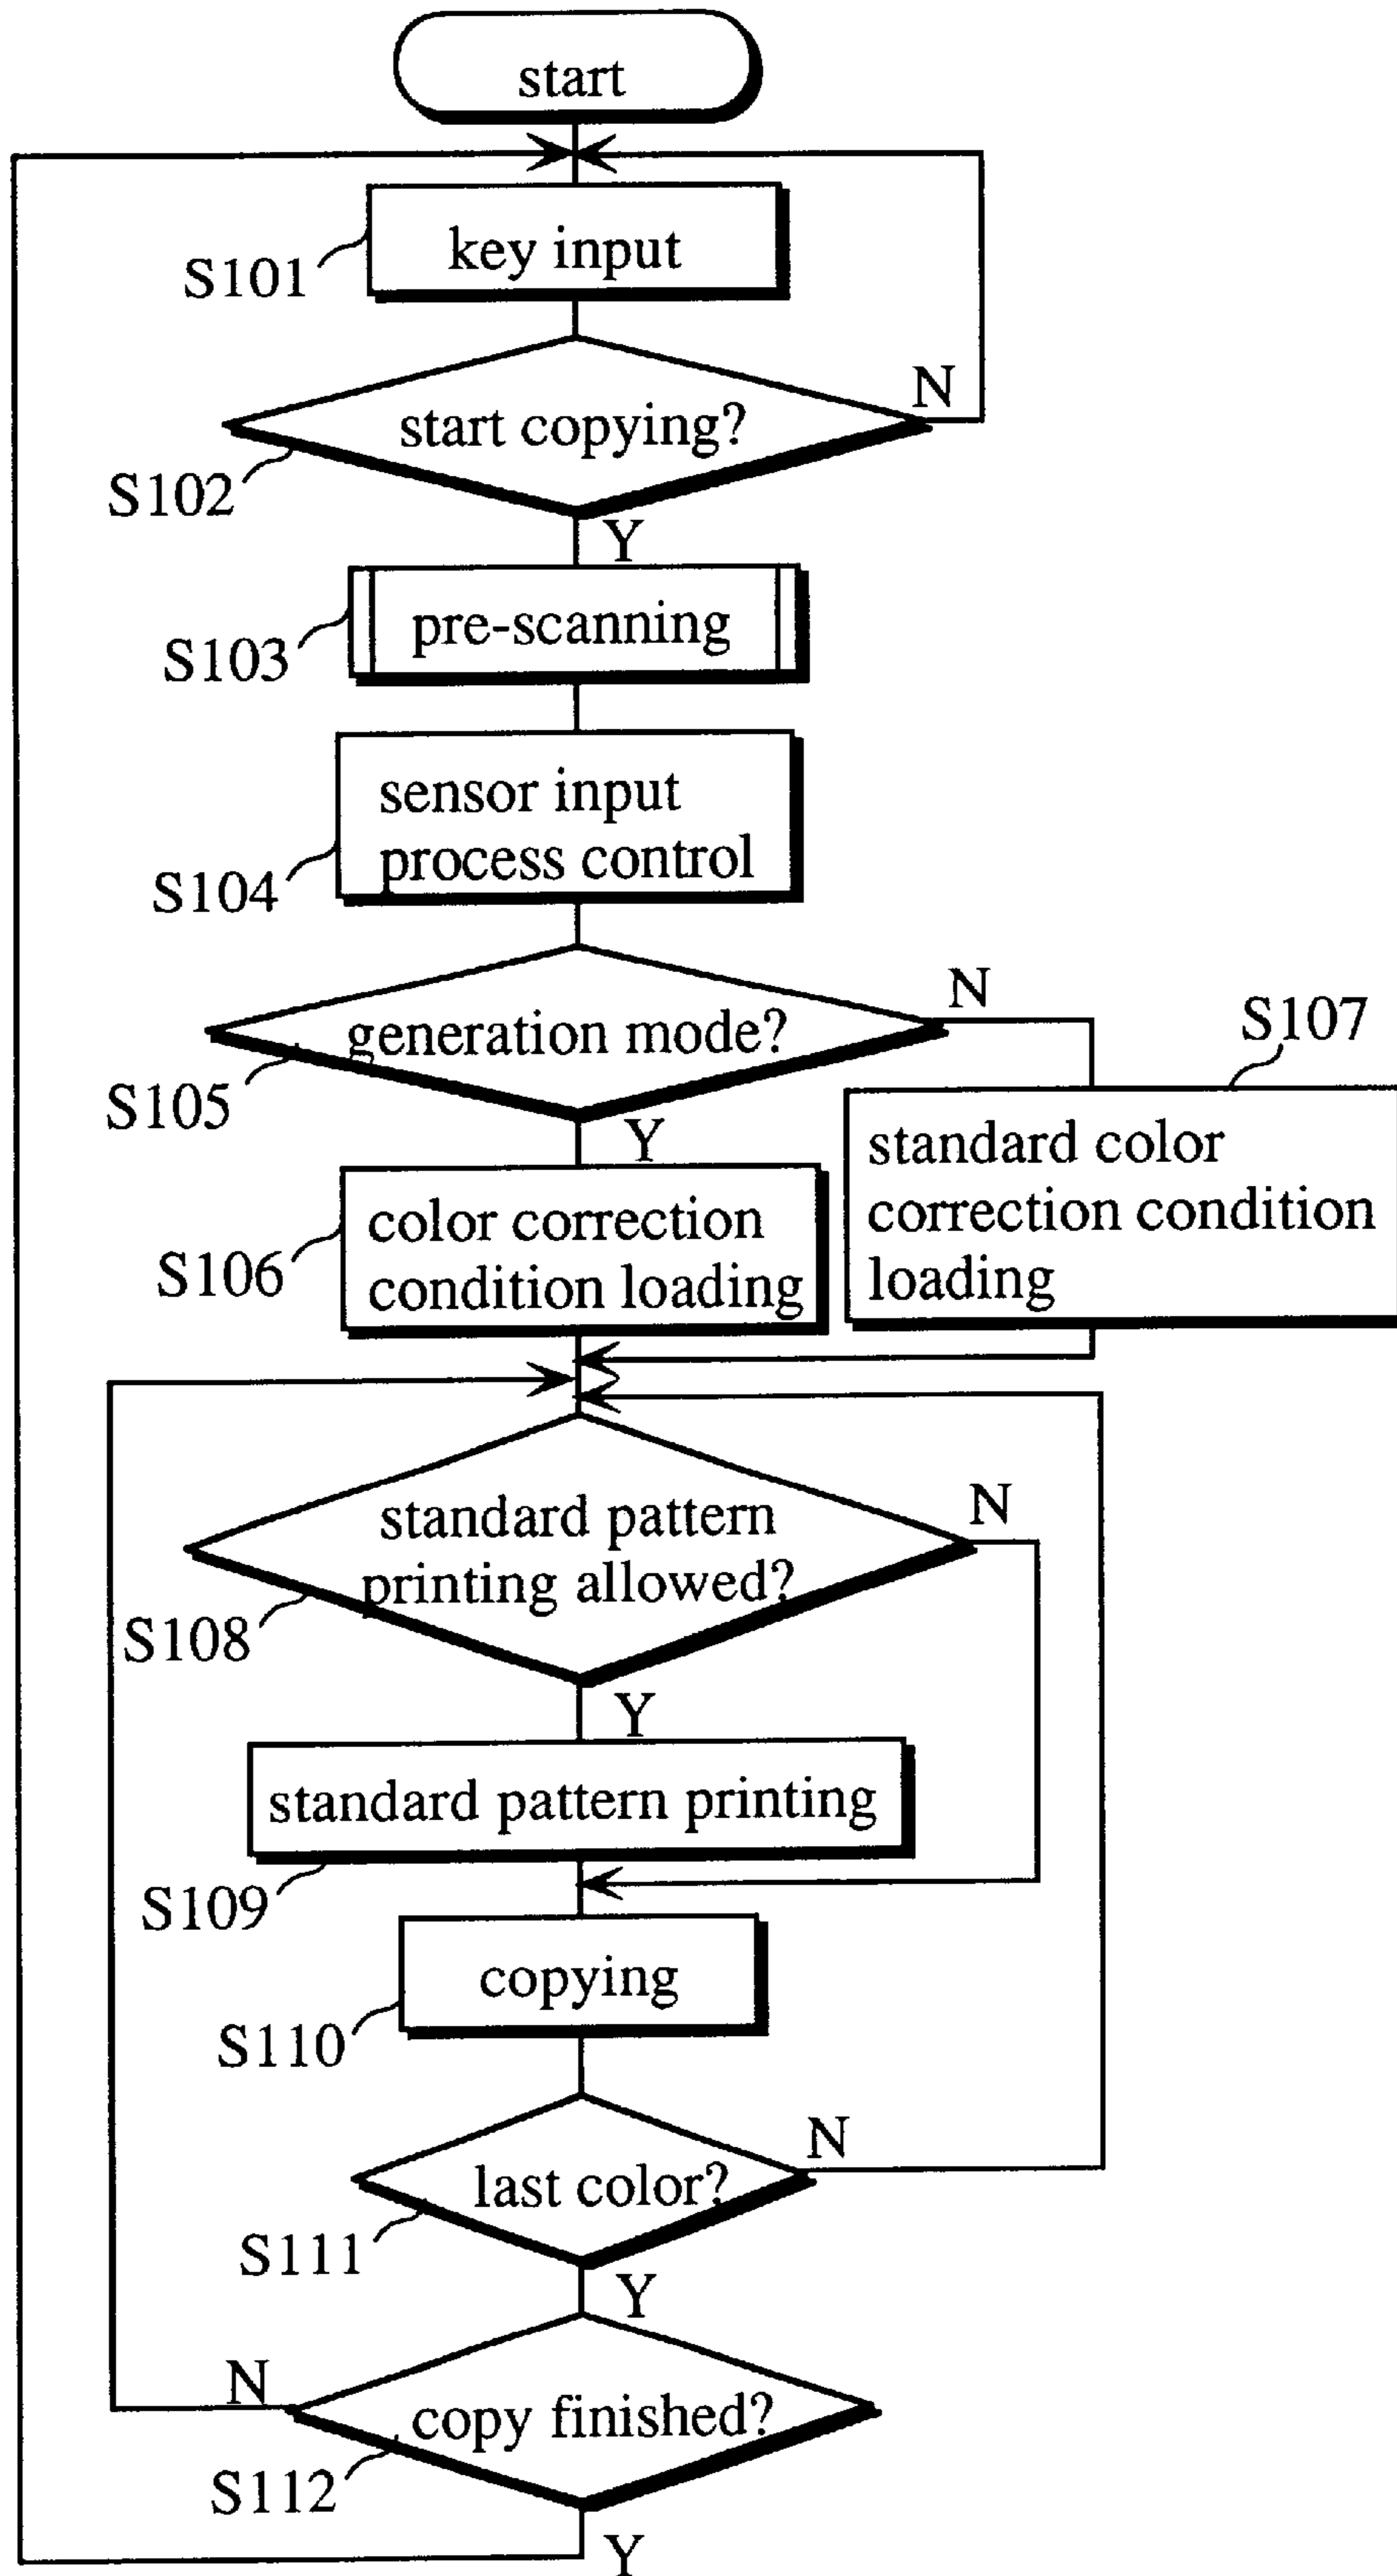 start
key input
S101
N
start copying?
S102
Y
pre-scanning
S103
sensor input
process control
S104
N
generation mode?
S107
S105
Y
standard color
correction condition
loading
color correction
condition loading
S106
N
standard pattern
printing allowed?
S108
Y
standard pattern printing
S109
copying
S110
N
last color?
S111
Y
N
copy finished?
S112
Y